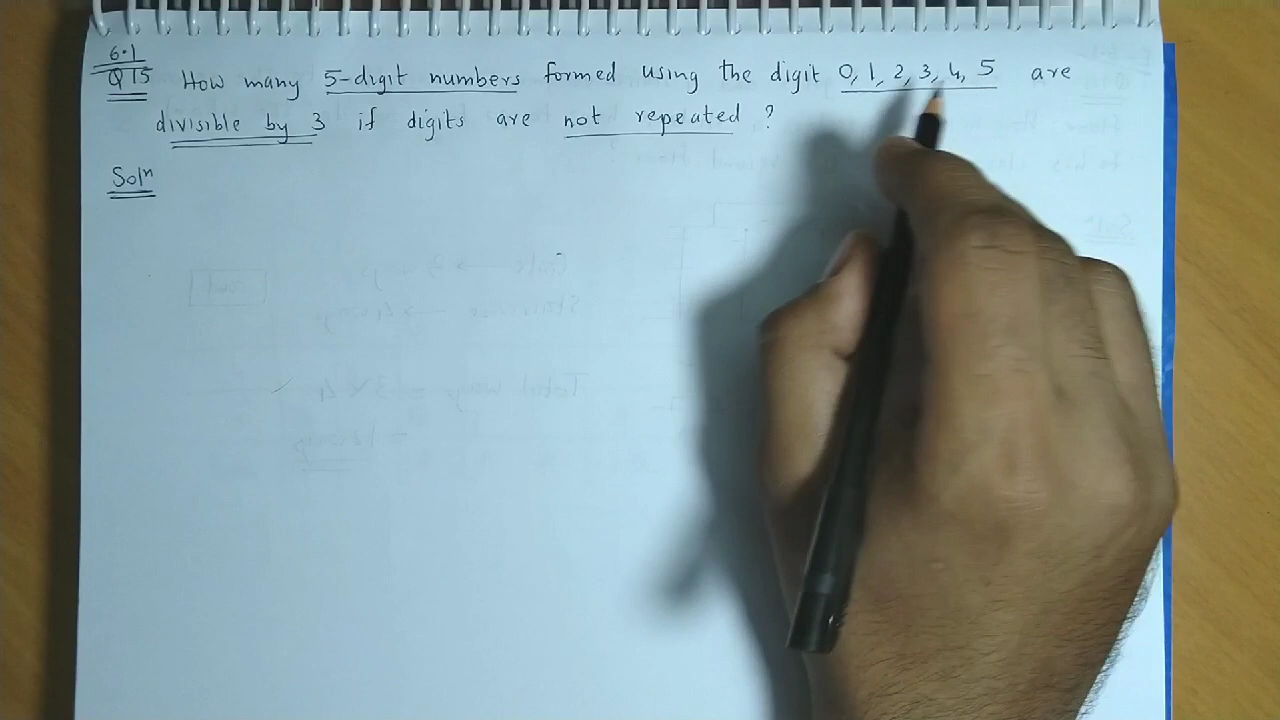 6.1
Q 15 How many 5-digit numbers formed using the digit 0, 1, 2, 3, 4, 5 are
divisible by 3 if digits are not repeated ?
Solⁿ